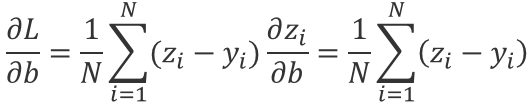 ∂L/∂b = 1/N ∑_{i=1}^{N} (z_i − y_i) ∂z_i/∂b = 1/N ∑_{i=1}^{N} (z_i − y_i)